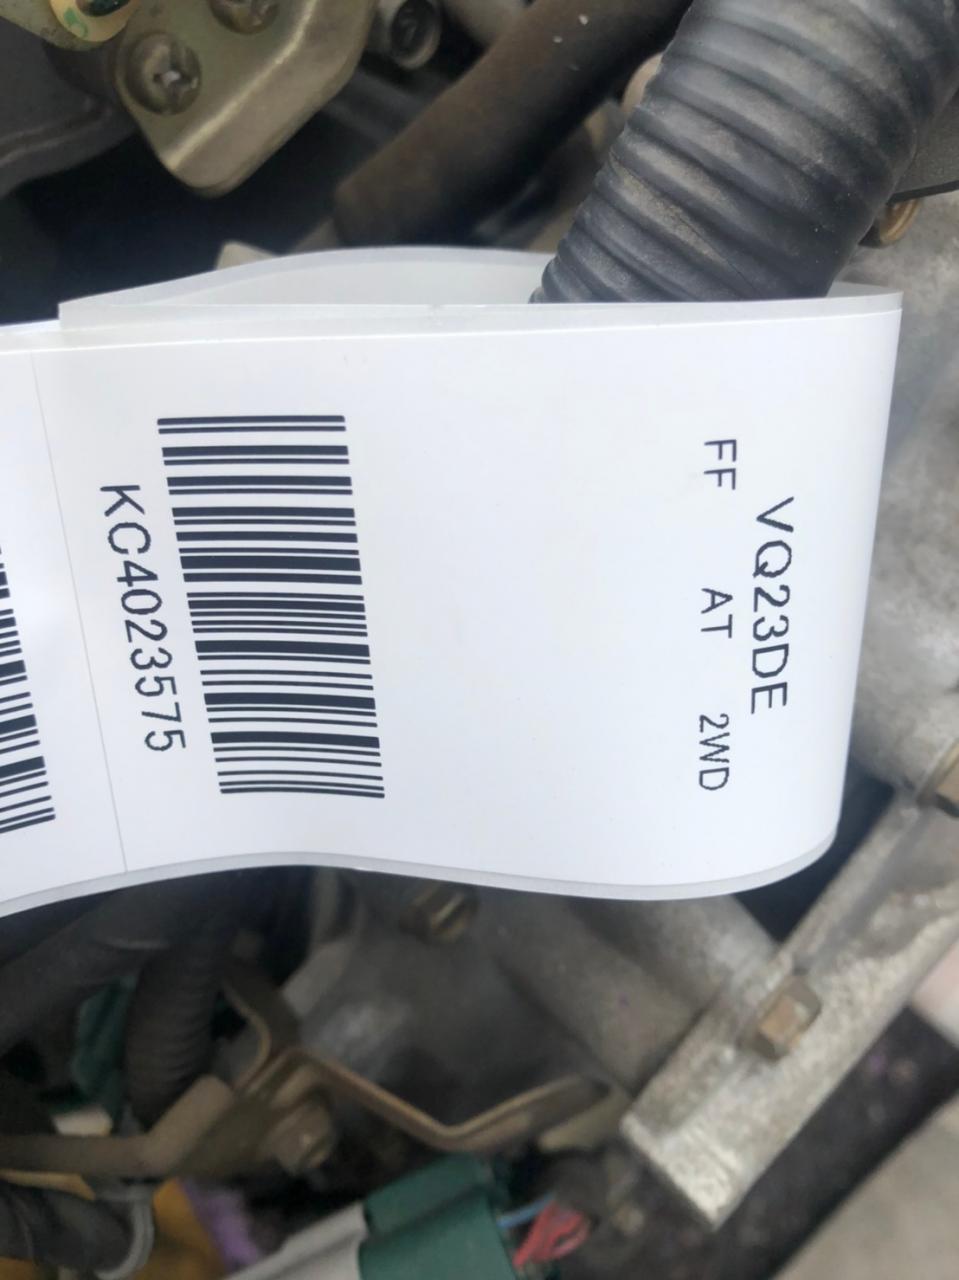 VQ23DE
FF AT 2WD
KC4023575